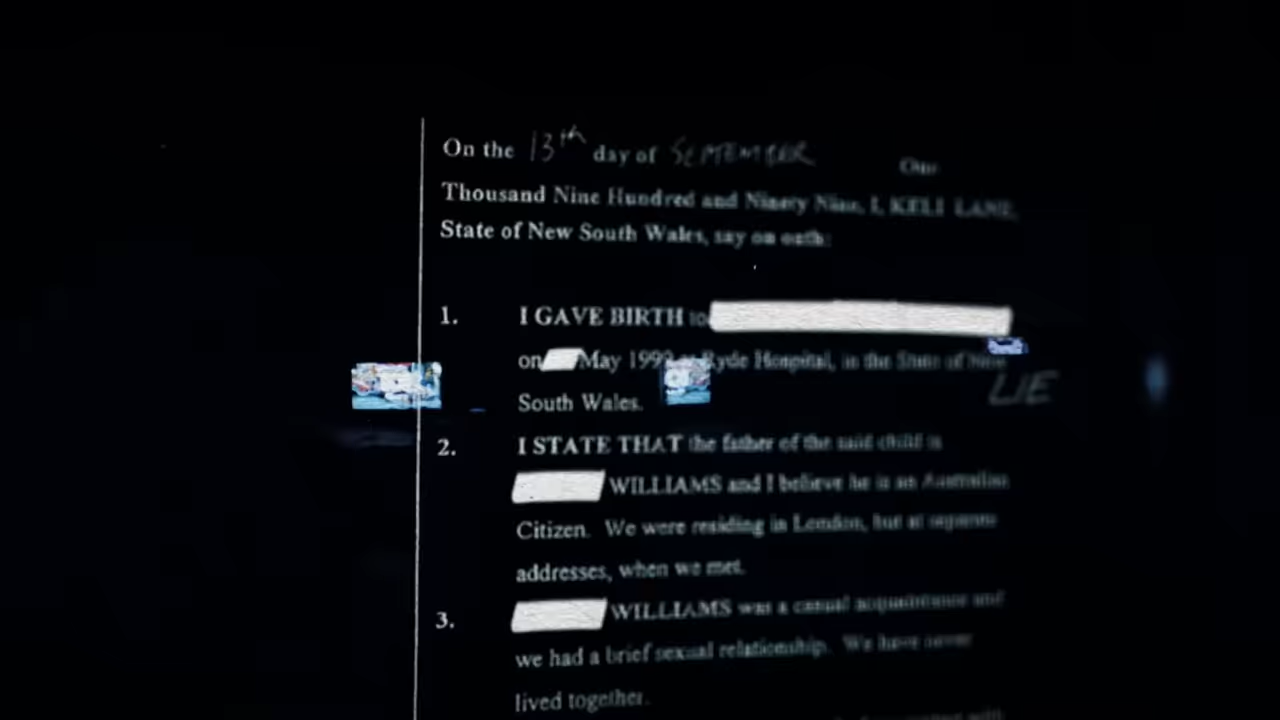 On the 13th day of SEPTEMBER One
Thousand Nine Hundred and Ninety Nine, I, KELI LANE,
State of New South Wales, say on oath:
1. I GAVE BIRTH to
on May 1999 at Ryde Hospital, in the State of New
South Wales.
LIE
2. I STATE THAT the father of the said child is
WILLIAMS and I believe he is an Australian
Citizen. We were residing in London, but at separate
addresses, when we met.
3. WILLIAMS was a casual acquaintance and
we had a brief sexual relationship. We have never
lived together.